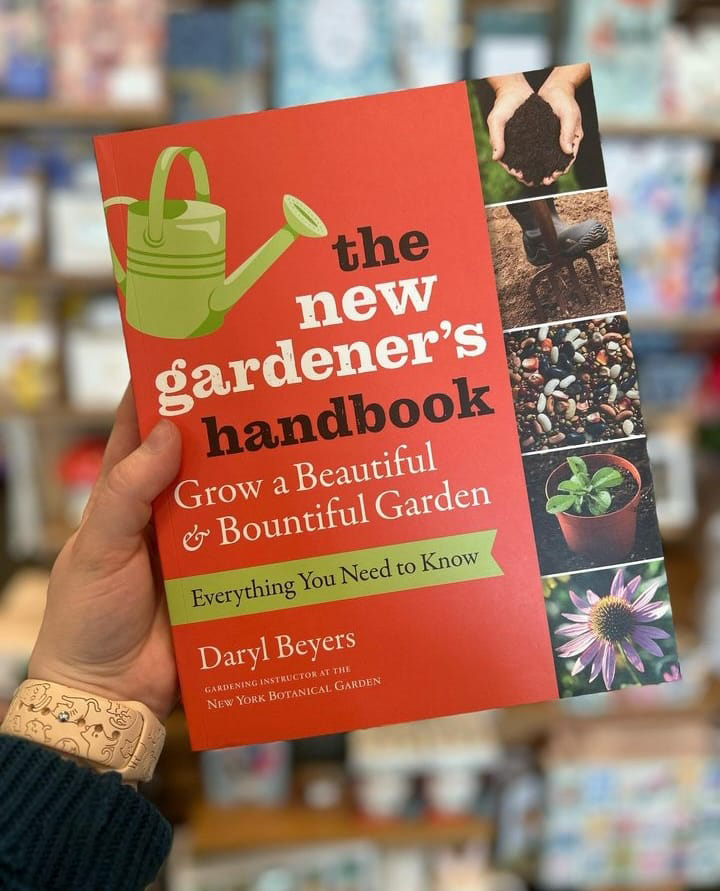 the
new
gardener's
handbook
Grow a Beautiful
& Bountiful Garden
Everything You Need to Know
Daryl Beyers
GARDENING INSTRUCTOR AT THE
NEW YORK BOTANICAL GARDEN